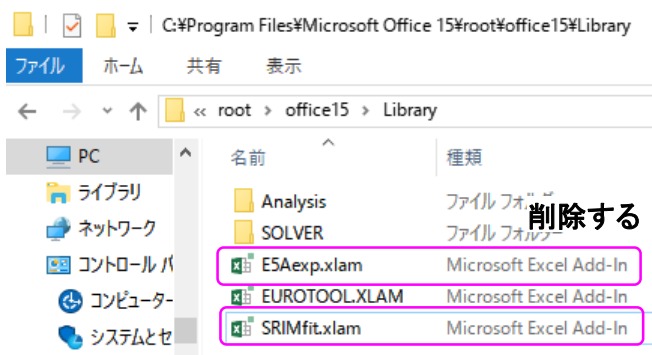 C:¥Program Files¥Microsoft Office 15¥root¥office15¥Library
ファイル ホーム 共有 表示
« root > office15 > Library
PC
ライブラリ
ネットワーク
コントロール パ
コンピューター
システムとセ
名前 種類
Analysis ファイル フォルダー
SOLVER ファイル フォルダー
削除する
E5Aexp.xlam Microsoft Excel Add-In
EUROTOOL.XLAM Microsoft Excel Add-In
SRIMfit.xlam Microsoft Excel Add-In